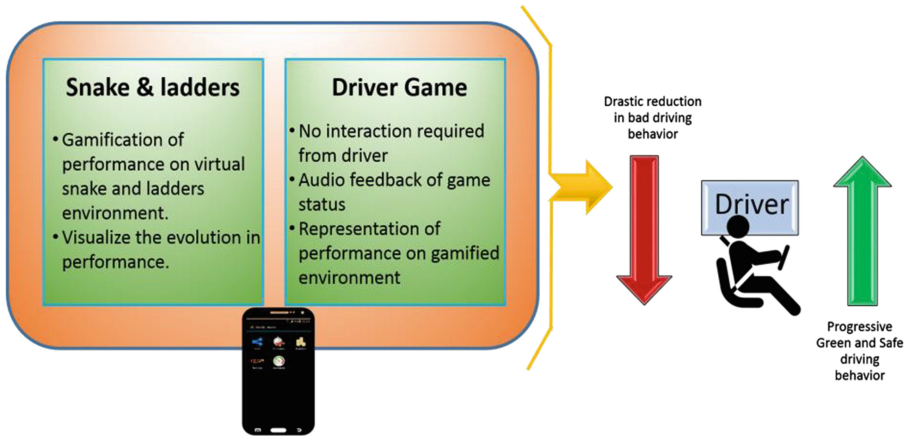 Snake & ladders
• Gamification of
performance on virtual
snake and ladders
environment.
• Visualize the evolution in
performance.
Driver Game
• No interaction required
from driver
• Audio feedback of game
status
• Representation of
performance on gamified
environment
Drastic reduction
in bad driving
behavior
Driver
Progressive
Green and Safe
driving
behavior